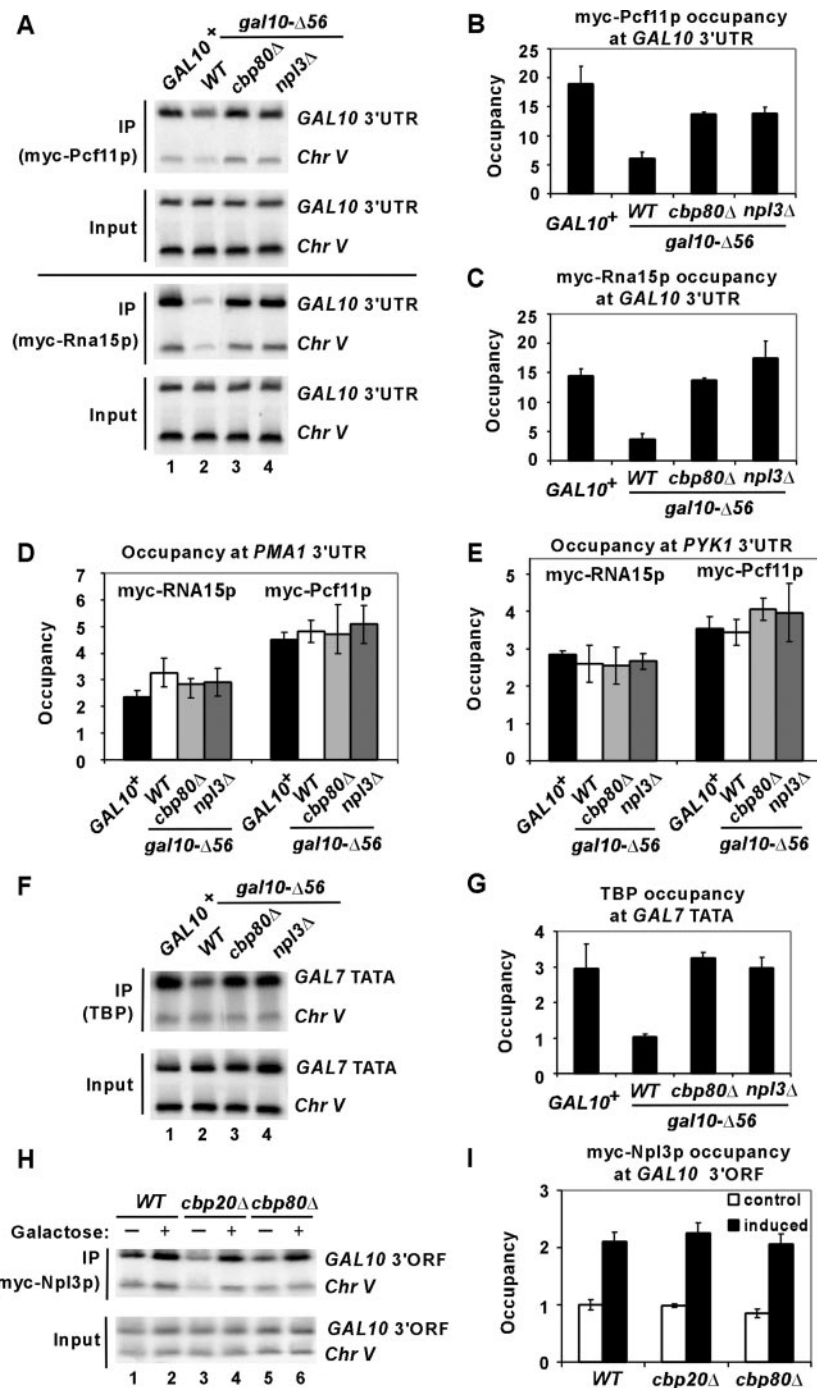 A
gal10-Δ56
GAL10+ WT cbp80Δ npl3Δ
IP
(myc-Pcf11p)
GAL10 3'UTR
Chr V
Input
GAL10 3'UTR
Chr V
IP
(myc-Rna15p)
GAL10 3'UTR
Chr V
Input
GAL10 3'UTR
Chr V
1 2 3 4
B
myc-Pcf11p occupancy
at GAL10 3'UTR
Occupancy
25
20
15
10
5
0
GAL10+ WT cbp80Δ npl3Δ
gal10-Δ56
C
myc-Rna15p occupancy
at GAL10 3'UTR
Occupancy
25
20
15
10
5
0
GAL10+ WT cbp80Δ npl3Δ
gal10-Δ56
D
Occupancy at PMA1 3'UTR
myc-RNA15p myc-Pcf11p
Occupancy
7
6
5
4
3
2
1
0
GAL10+ WT cbp80Δ npl3Δ GAL10+ WT cbp80Δ npl3Δ
gal10-Δ56 gal10-Δ56
E
Occupancy at PYK1 3'UTR
myc-RNA15p myc-Pcf11p
Occupancy
5
4
3
2
1
0
GAL10+ WT cbp80Δ npl3Δ GAL10+ WT cbp80Δ npl3Δ
gal10-Δ56 gal10-Δ56
F
gal10-Δ56
GAL10+ WT cbp80Δ npl3Δ
IP
(TBP)
GAL7 TATA
Chr V
Input
GAL7 TATA
Chr V
1 2 3 4
G
TBP occupancy
at GAL7 TATA
Occupancy
4
3
2
1
0
GAL10+ WT cbp80Δ npl3Δ
gal10-Δ56
H
WT cbp20Δ cbp80Δ
Galactose: − + − + − +
IP
myc-Npl3p)
GAL10 3'ORF
Chr V
Input
GAL10 3'ORF
Chr V
1 2 3 4 5 6
I
myc-Npl3p occupancy
at GAL10 3'ORF
control
induced
Occupancy
3
2
1
0
WT cbp20Δ cbp80Δ